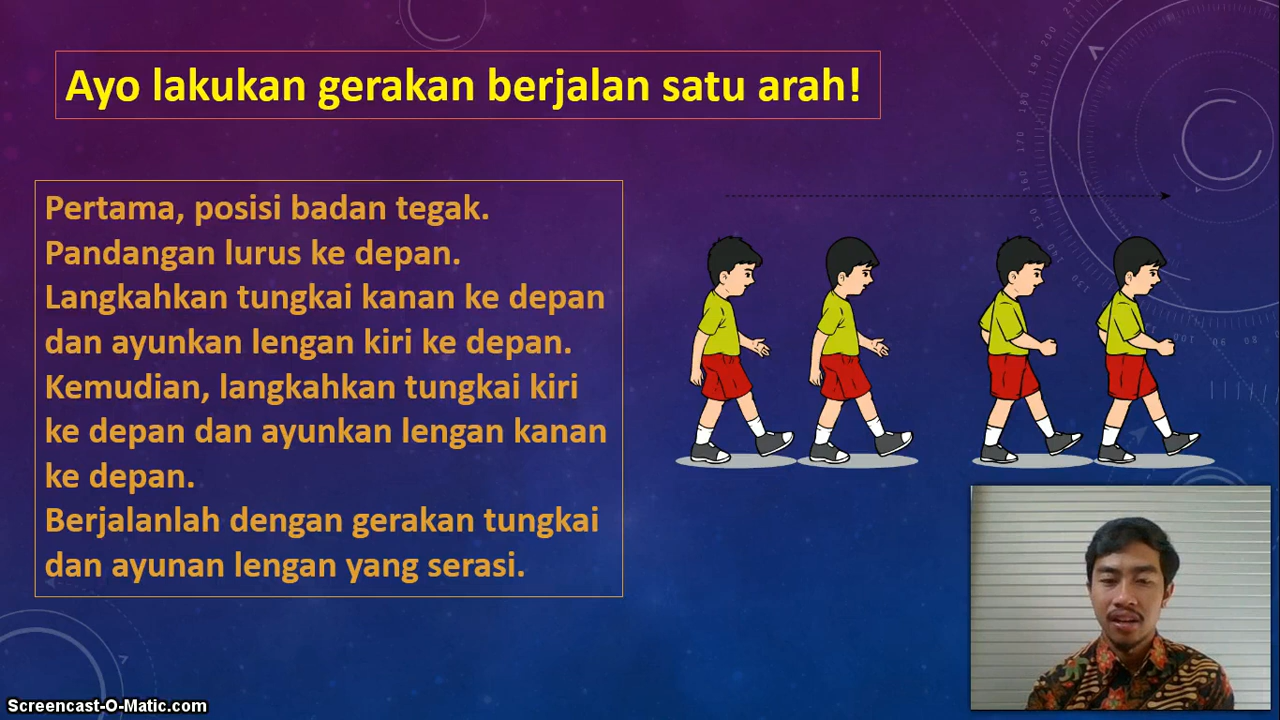 Ayo lakukan gerakan berjalan satu arah!
Pertama, posisi badan tegak.
Pandangan lurus ke depan.
Langkahkan tungkai kanan ke depan
dan ayunkan lengan kiri ke depan.
Kemudian, langkahkan tungkai kiri
ke depan dan ayunkan lengan kanan
ke depan.
Berjalanlah dengan gerakan tungkai
dan ayunan lengan yang serasi.
Screencast-O-Matic.com